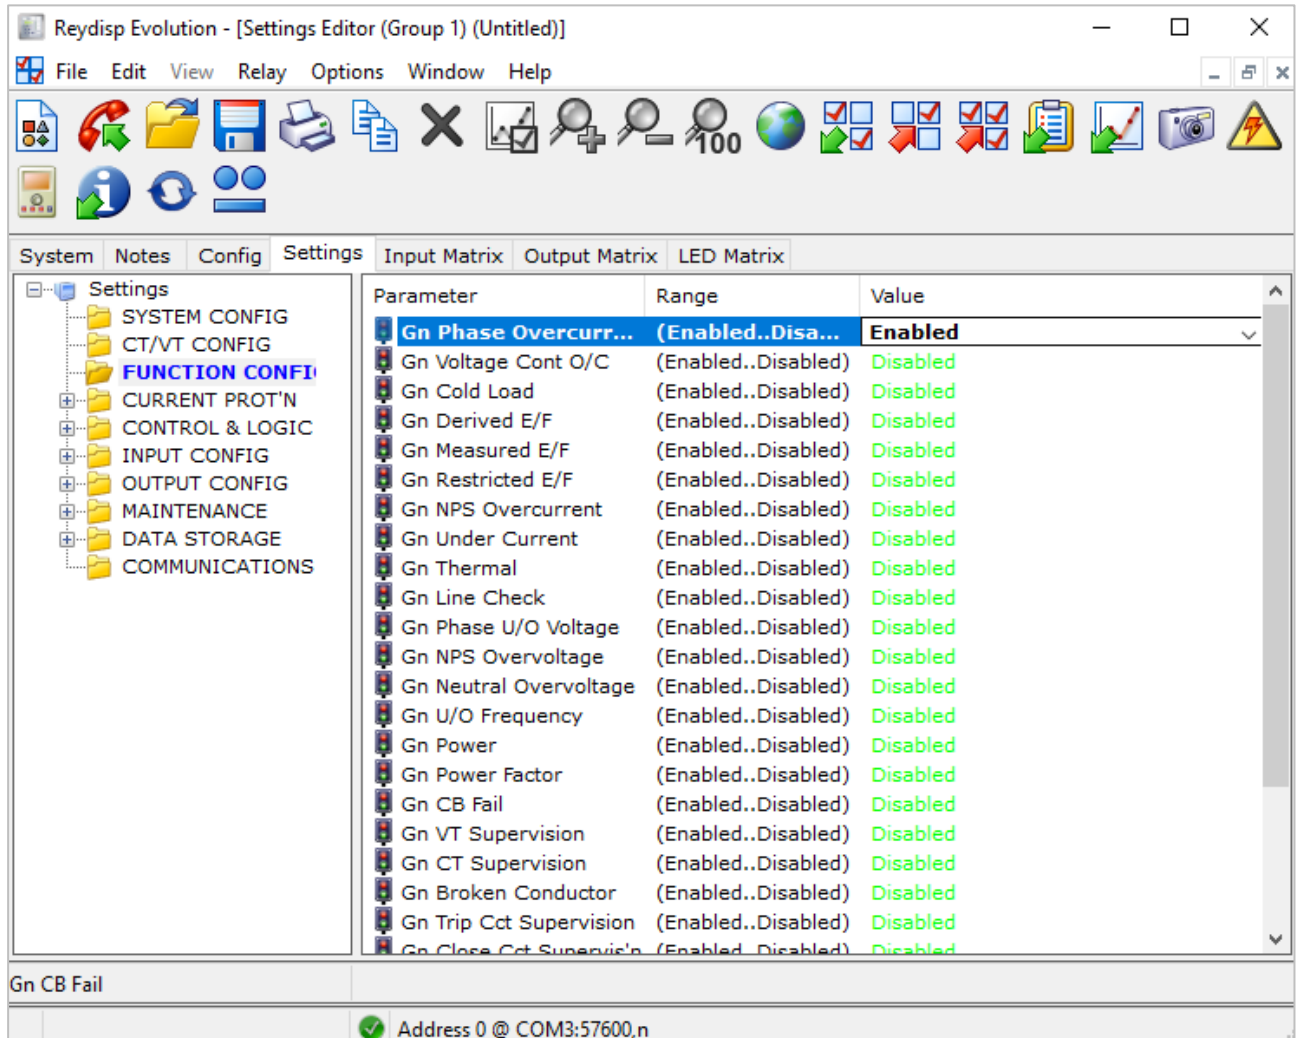 Reydisp Evolution - [Settings Editor (Group 1) (Untitled)]
File Edit View Relay Options Window Help
100
System Notes Config Settings Input Matrix Output Matrix LED Matrix
Settings
SYSTEM CONFIG
CT/VT CONFIG
FUNCTION CONFI
CURRENT PROT'N
CONTROL & LOGIC
INPUT CONFIG
OUTPUT CONFIG
MAINTENANCE
DATA STORAGE
COMMUNICATIONS
Parameter Range Value
Gn Phase Overcurr... (Enabled..Disa... Enabled
Gn Voltage Cont O/C (Enabled..Disabled) Disabled
Gn Cold Load (Enabled..Disabled) Disabled
Gn Derived E/F (Enabled..Disabled) Disabled
Gn Measured E/F (Enabled..Disabled) Disabled
Gn Restricted E/F (Enabled..Disabled) Disabled
Gn NPS Overcurrent (Enabled..Disabled) Disabled
Gn Under Current (Enabled..Disabled) Disabled
Gn Thermal (Enabled..Disabled) Disabled
Gn Line Check (Enabled..Disabled) Disabled
Gn Phase U/O Voltage (Enabled..Disabled) Disabled
Gn NPS Overvoltage (Enabled..Disabled) Disabled
Gn Neutral Overvoltage (Enabled..Disabled) Disabled
Gn U/O Frequency (Enabled..Disabled) Disabled
Gn Power (Enabled..Disabled) Disabled
Gn Power Factor (Enabled..Disabled) Disabled
Gn CB Fail (Enabled..Disabled) Disabled
Gn VT Supervision (Enabled..Disabled) Disabled
Gn CT Supervision (Enabled..Disabled) Disabled
Gn Broken Conductor (Enabled..Disabled) Disabled
Gn Trip Cct Supervision (Enabled..Disabled) Disabled
Gn Close Cct Supervis'n (Enabled..Disabled) Disabled
Gn CB Fail
Address 0 @ COM3:57600,n